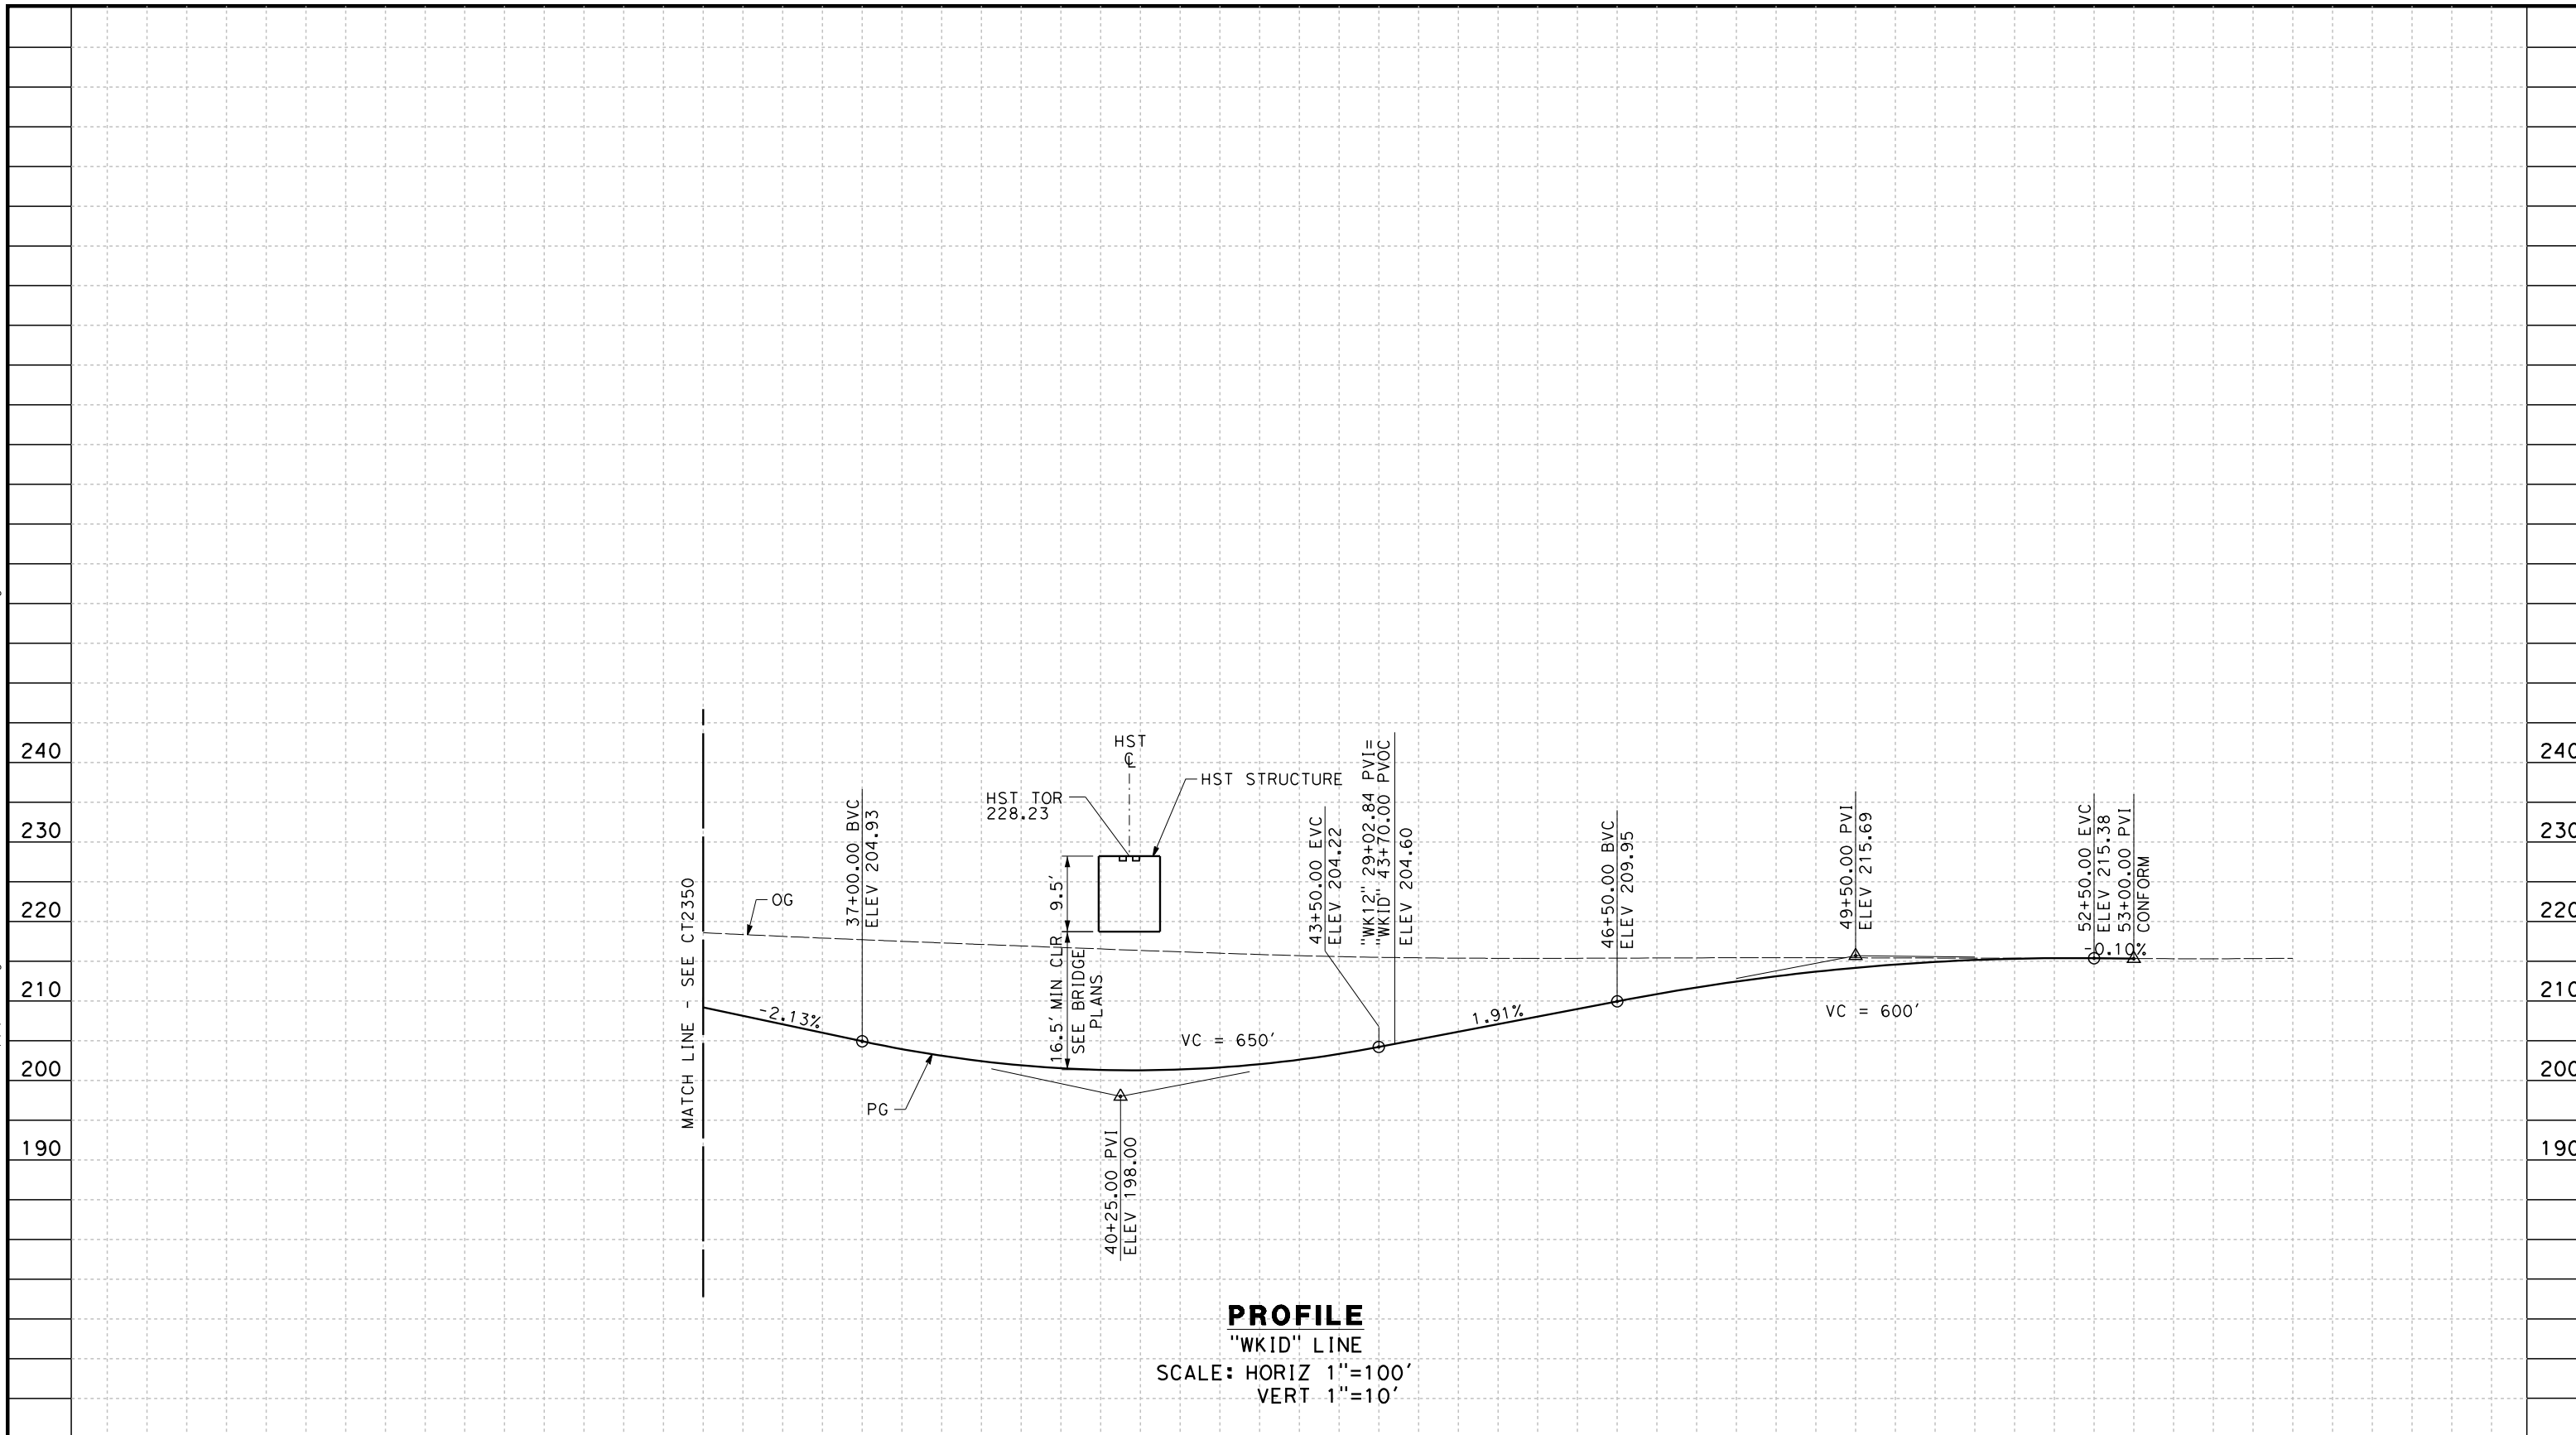 240
230
220
210
200
190
MATCH LINE - SEE CT2350
OG
-2.13%
37+00.00 BVC
ELEV 204.93
PG
HST
℄
HST TOR
228.23
HST STRUCTURE
9.5'
16.5' MIN CLR
SEE BRIDGE
PLANS
40+25.00 PVI
ELEV 198.00
VC = 650'
43+50.00 EVC
ELEV 204.22
"WK12" 29+02.84 PVI=
"WKID" 43+70.00 PVOC
ELEV 204.60
1.91%
46+50.00 BVC
ELEV 209.95
49+50.00 PVI
ELEV 215.69
VC = 600'
52+50.00 EVC
ELEV 215.38
53+00.00 PVI
CONFORM
-0.10%
240
230
220
210
200
190
PROFILE
"WKID" LINE
SCALE: HORIZ 1"=100'
VERT 1"=10'